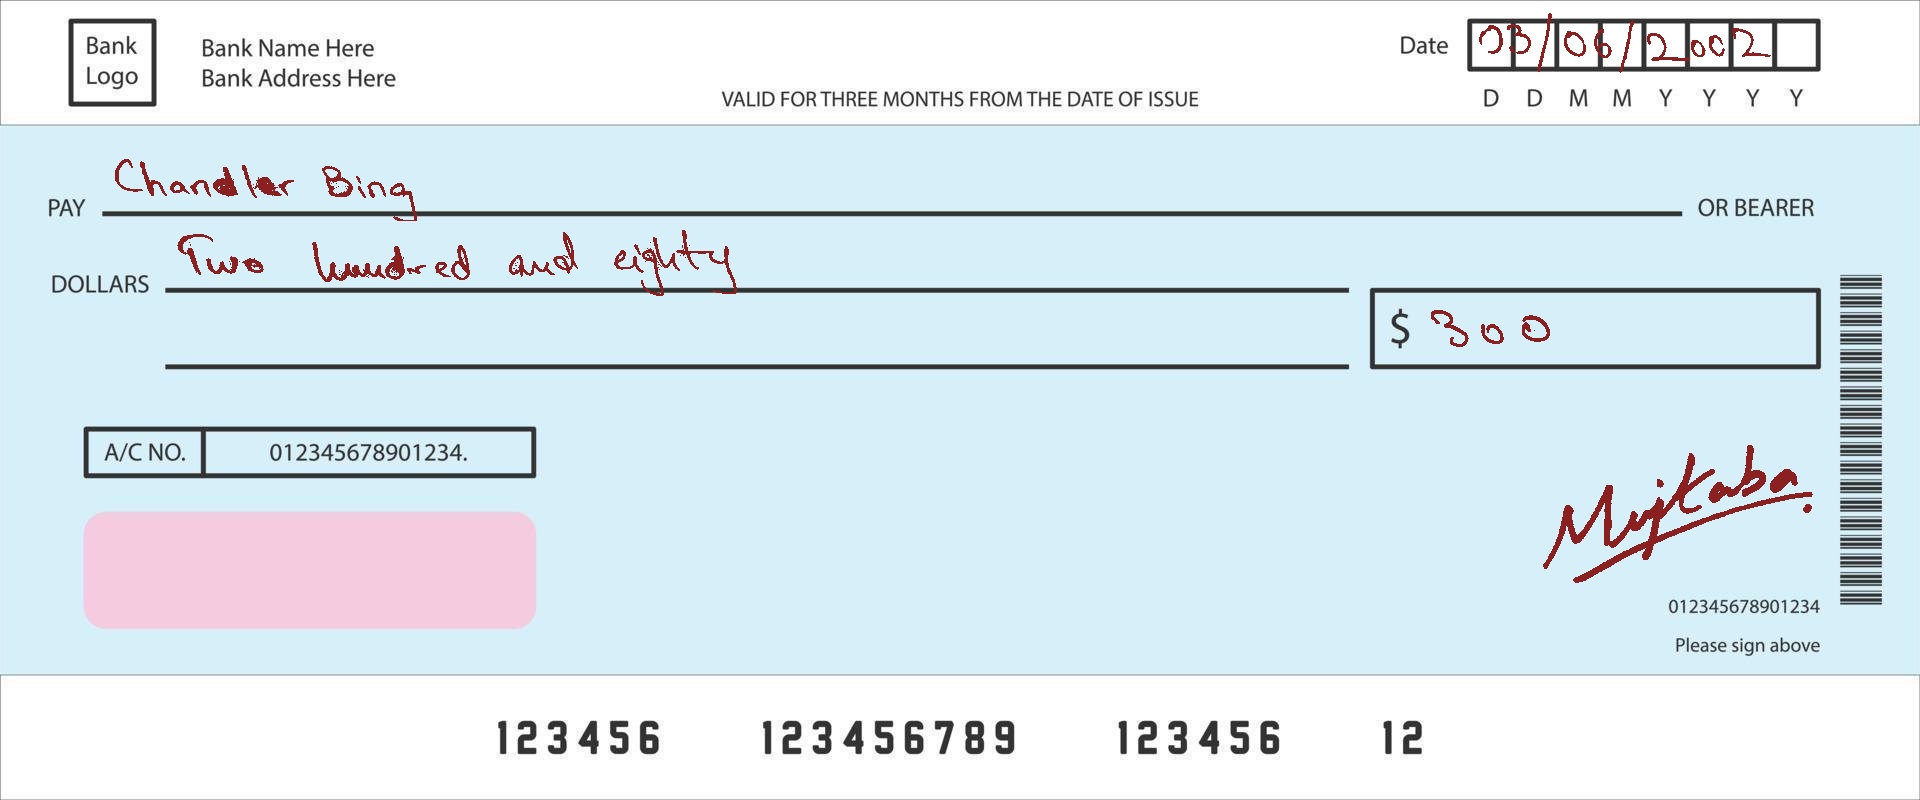 Bank
Logo
Bank Name Here
Bank Address Here
VALID FOR THREE MONTHS FROM THE DATE OF ISSUE
Date 03/06/2002
D D M M Y Y Y Y
PAY Chandler Bing OR BEARER
DOLLARS Two hundred and eighty
$ 300
A/C NO. 012345678901234.
Mujtaba
012345678901234
Please sign above
123456 123456789 123456 12